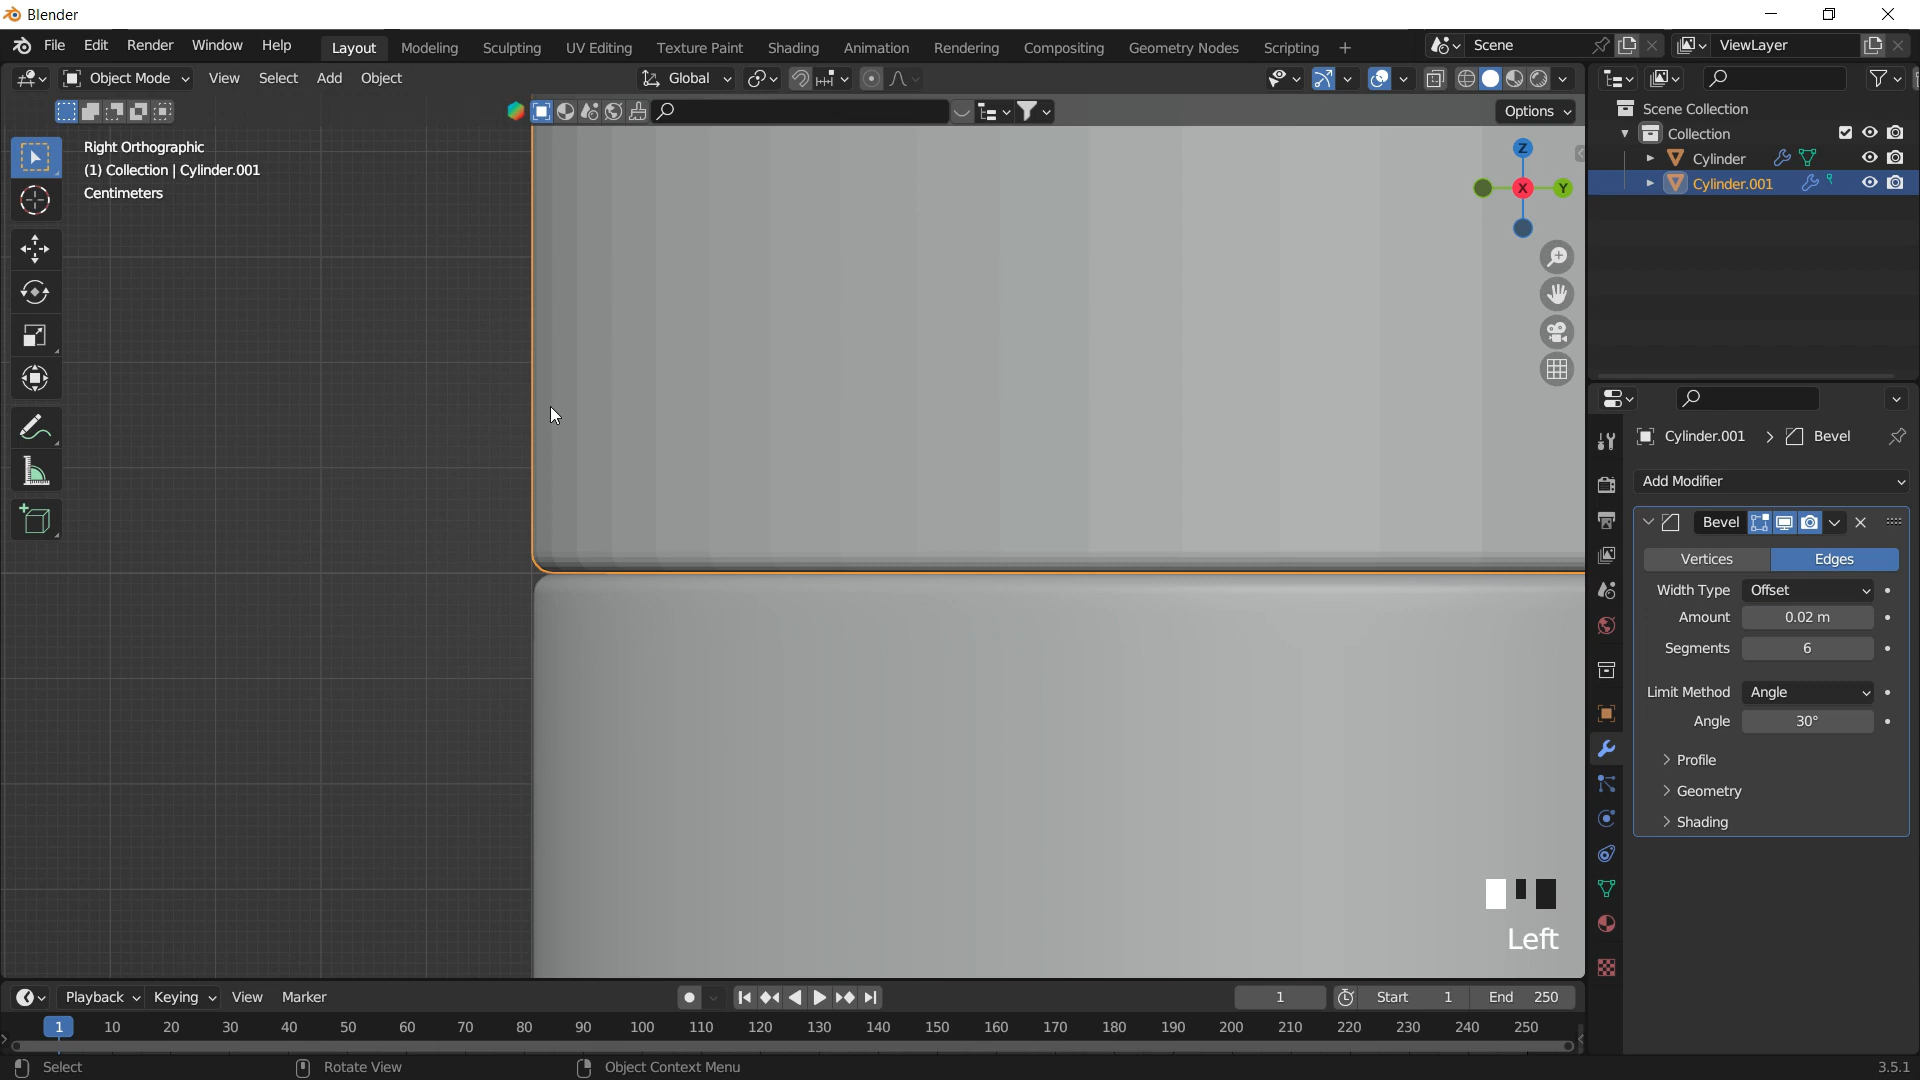 Blender
File Edit Render Window Help Layout Modeling Sculpting UV Editing Texture Paint Shading Animation Rendering Compositing Geometry Nodes Scripting + Scene ViewLayer
Object Mode View Select Add Object Global
Options
Right Orthographic
(1) Collection | Cylinder.001
Centimeters
Z
X
Y
Scene Collection
Collection
Cylinder
Cylinder.001
Cylinder.001 > Bevel
Add Modifier
Bevel
Vertices Edges
Width Type Offset
Amount 0.02 m
Segments 6
Limit Method Angle
Angle 30°
> Profile
> Geometry
> Shading
Left
Playback Keying View Marker 1 Start 1 End 250
1 10 20 30 40 50 60 70 80 90 100 110 120 130 140 150 160 170 180 190 200 210 220 230 240 250
Select Rotate View Object Context Menu 3.5.1